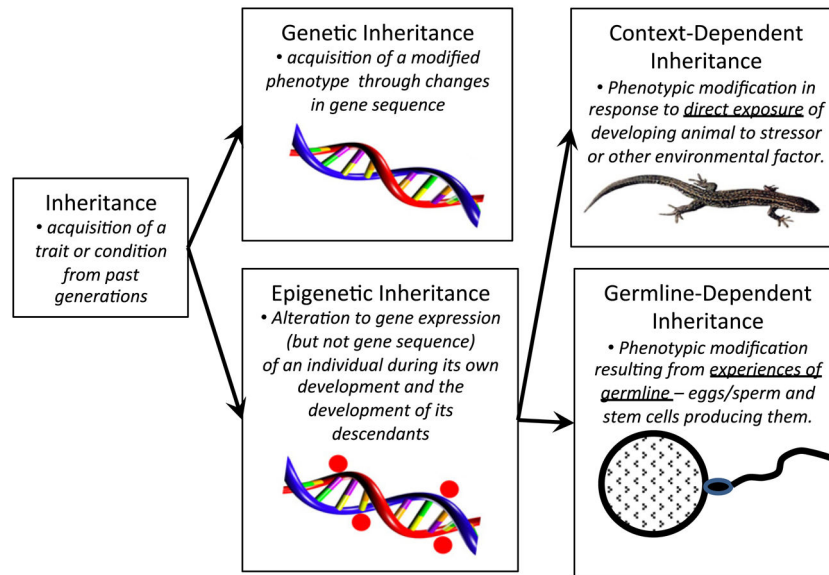 Inheritance
• acquisition of a
trait or condition
from past
generations
Genetic Inheritance
• acquisition of a modified
phenotype through changes
in gene sequence
Epigenetic Inheritance
• Alteration to gene expression
(but not gene sequence)
of an individual during its own
development and the
development of its
descendants
Context-Dependent
Inheritance
• Phenotypic modification in
response to direct exposure of
developing animal to stressor
or other environmental factor.
Germline-Dependent
Inheritance
• Phenotypic modification
resulting from experiences of
germline – eggs/sperm and
stem cells producing them.